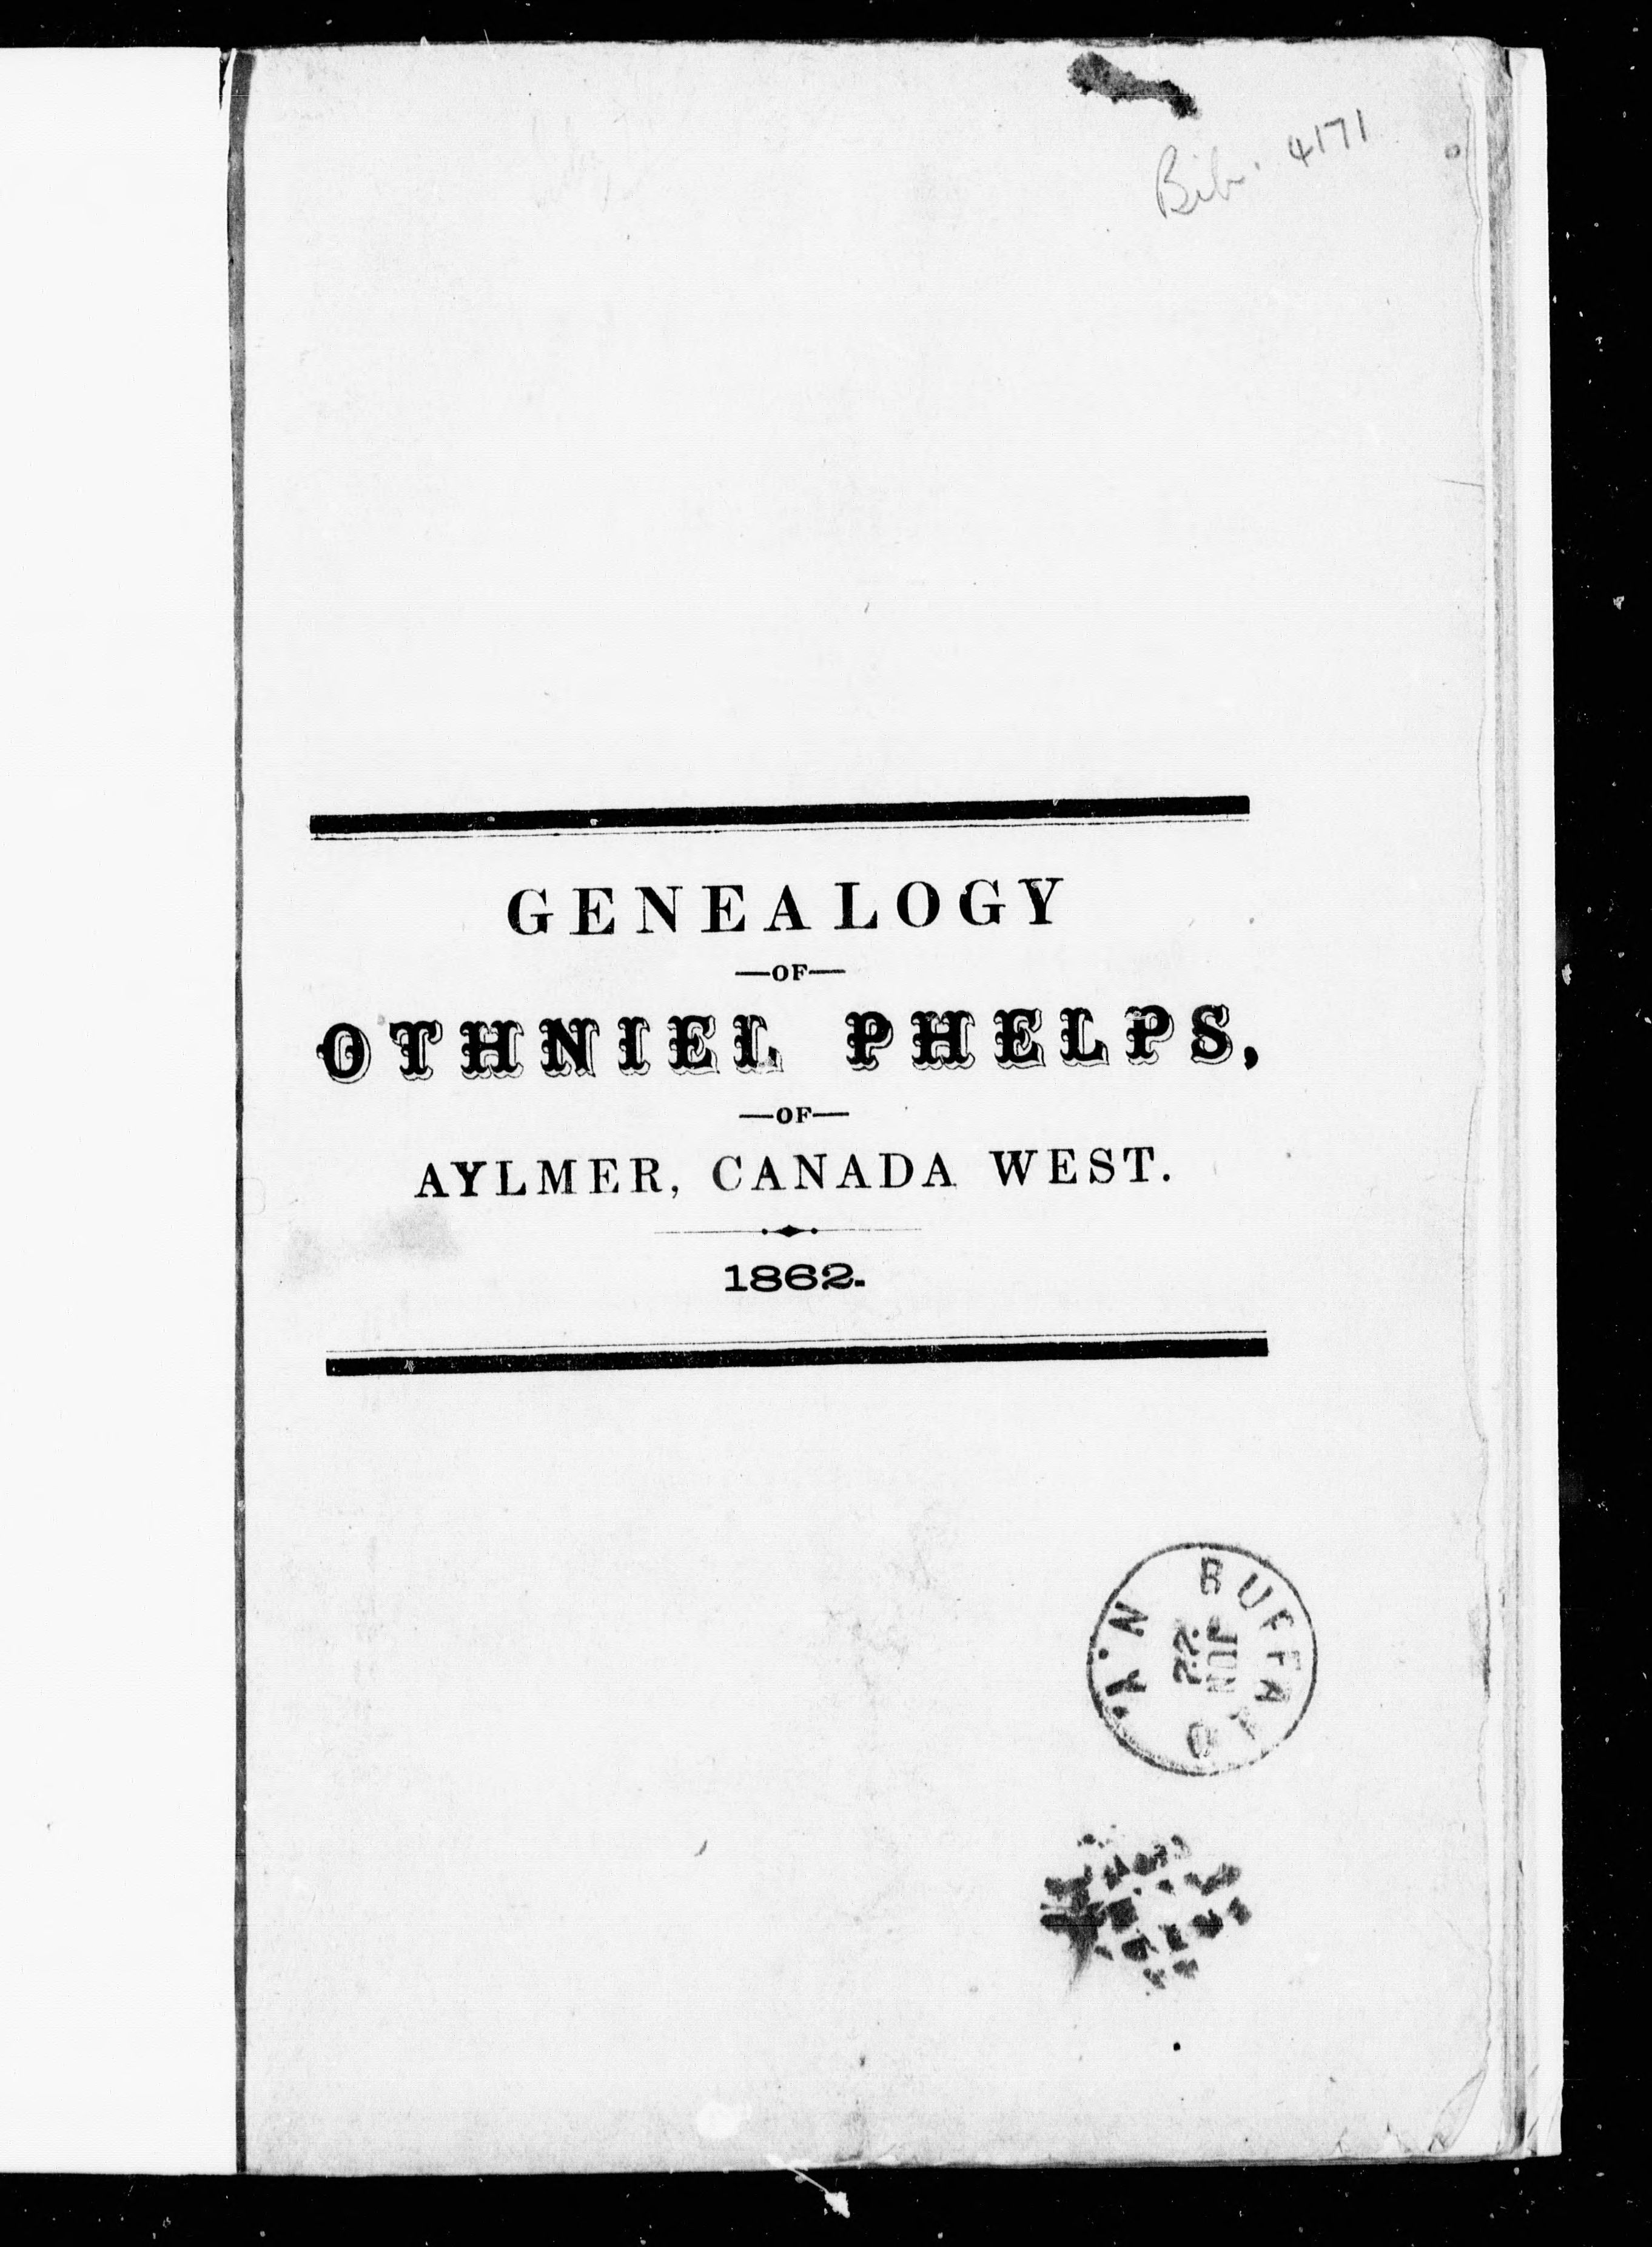 Bib. 4171
GENEALOGY
—OF—
OTHNIEL PHELPS,
—OF—
AYLMER, CANADA WEST.
1862.
BUFFALO N.Y.
JUN
22